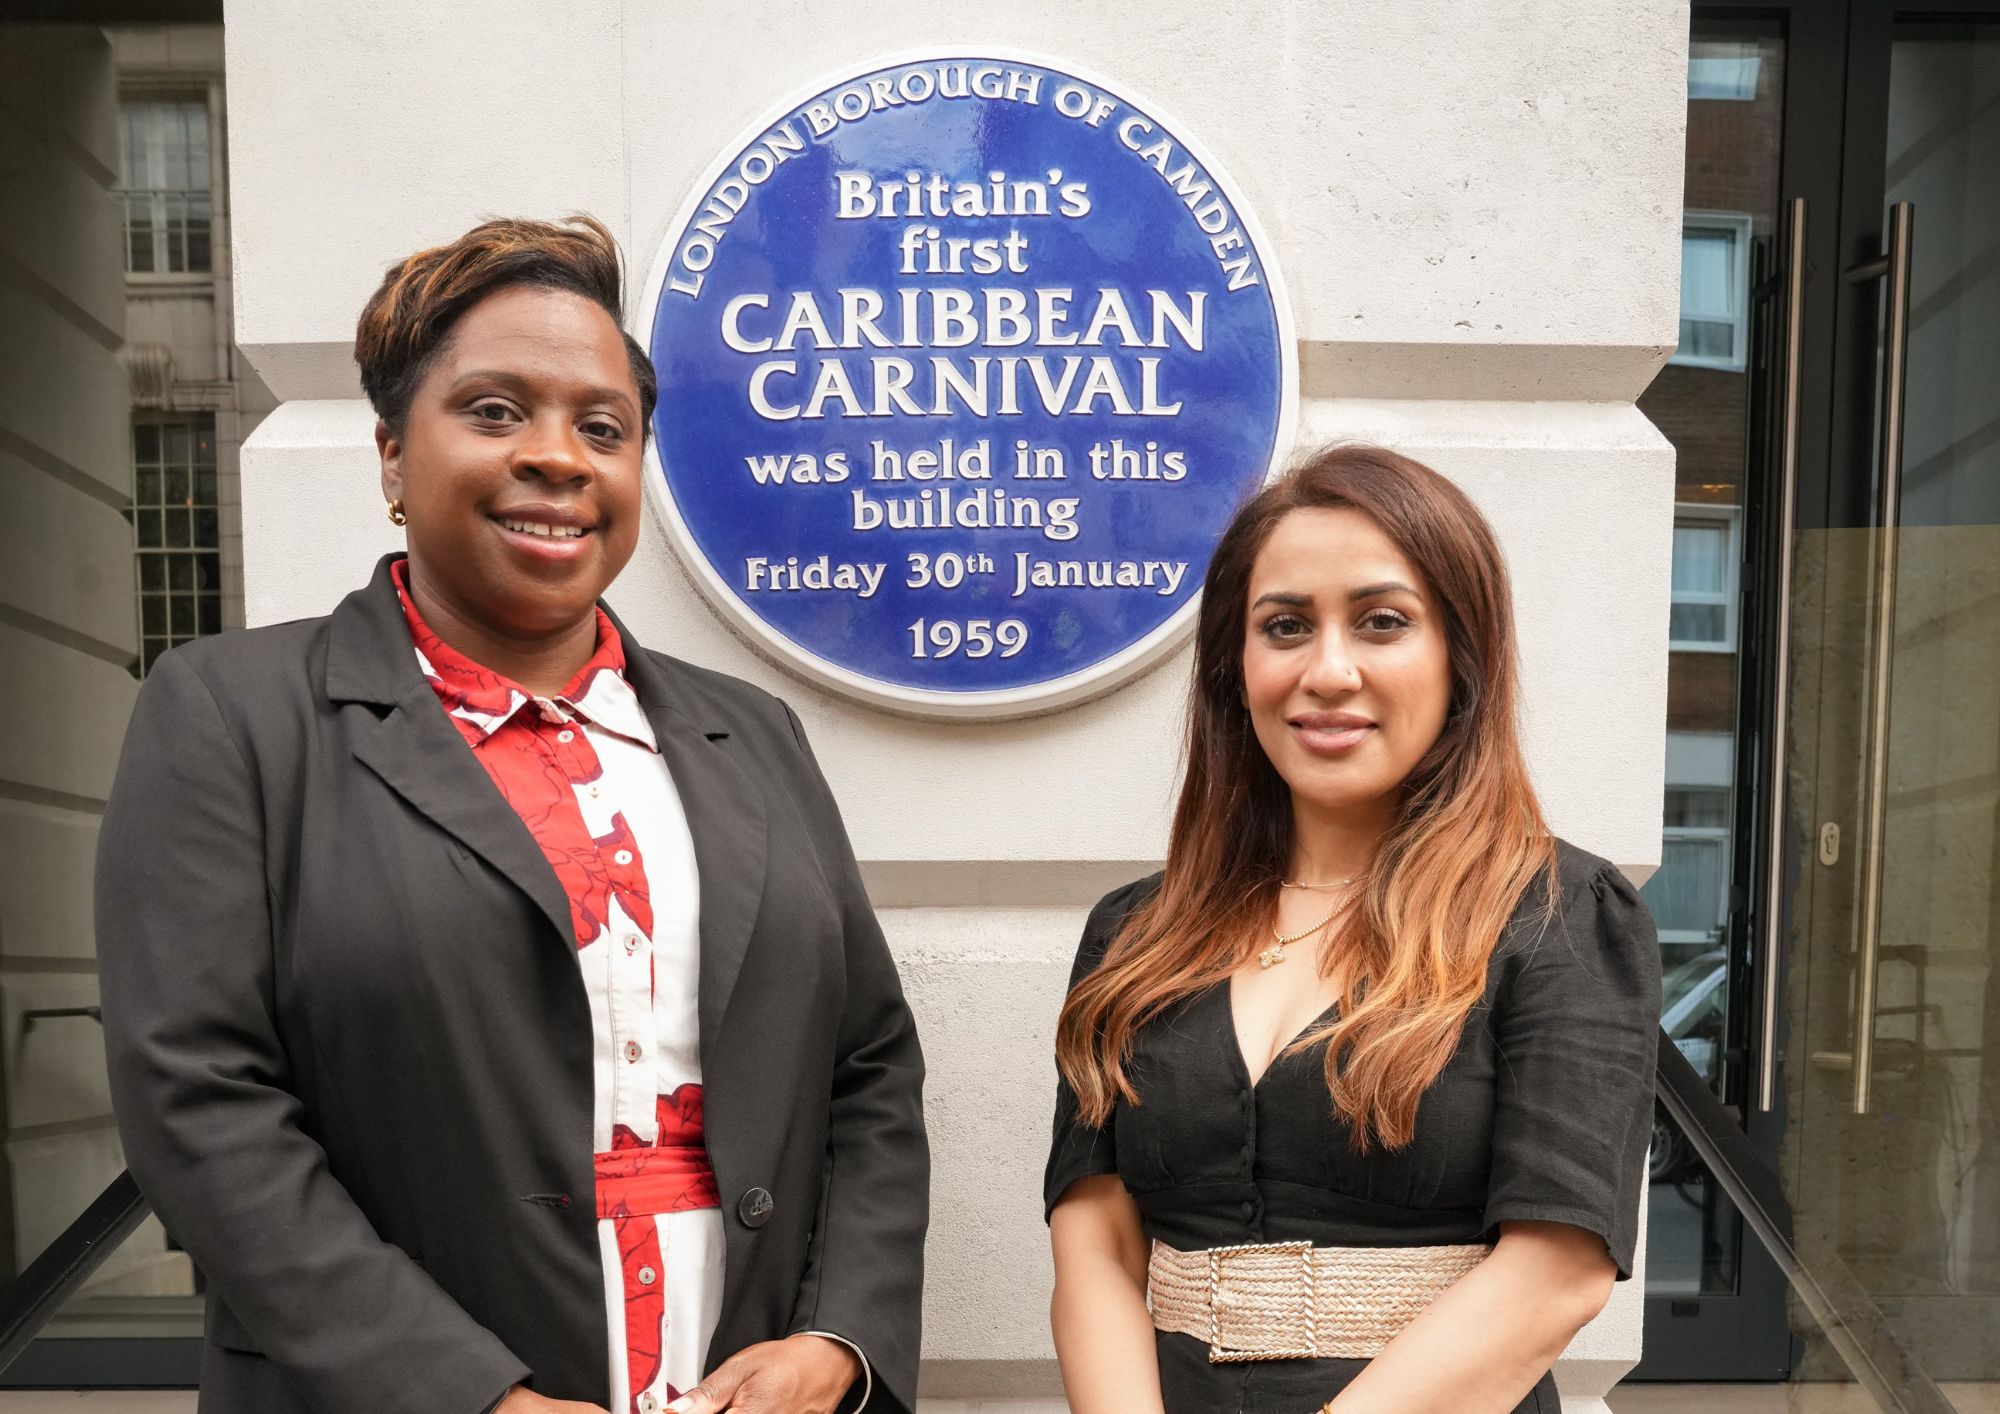 LONDON BOROUGH OF CAMDEN
Britain's
first
CARIBBEAN
CARNIVAL
was held in this
building
Friday 30th January
1959